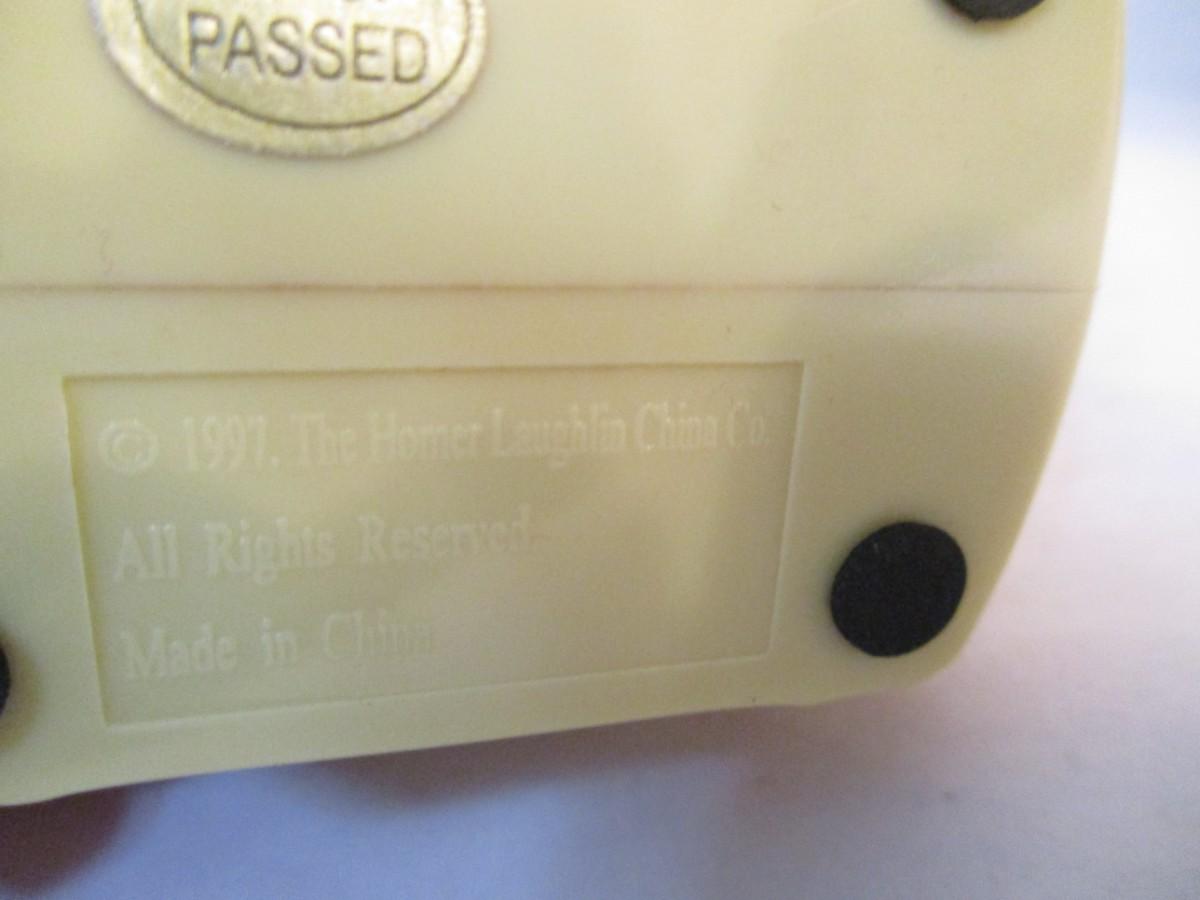 PASSED
© 1997. The Homer Laughlin China Co.
All Rights Reserved.
Made in China